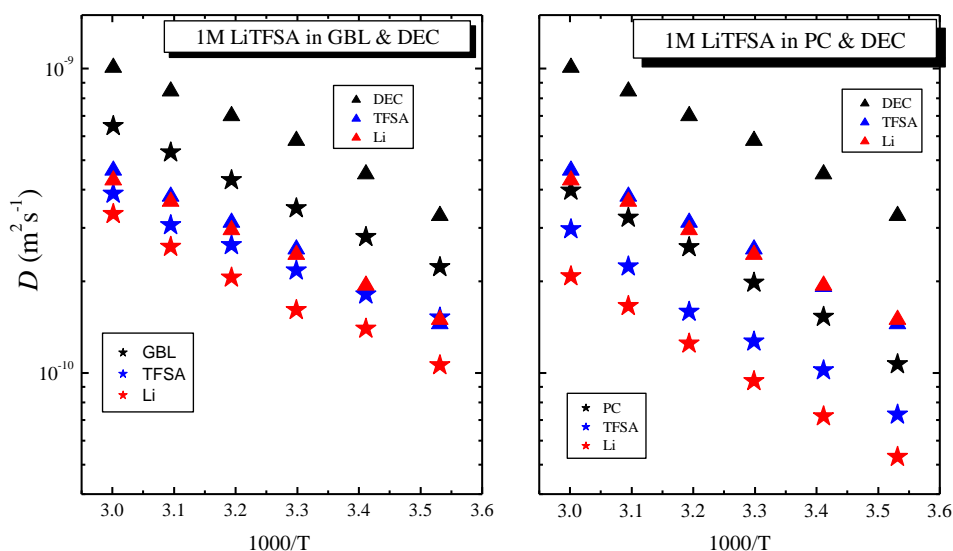 1M LiTFSA in GBL & DEC
DEC
TFSA
Li
GBL
TFSA
Li
10⁻⁹
10⁻¹⁰
D (m² s⁻¹)
3.0 3.1 3.2 3.3 3.4 3.5 3.6
1000/T
1M LiTFSA in PC & DEC
DEC
TFSA
Li
PC
TFSA
Li
3.0 3.1 3.2 3.3 3.4 3.5 3.6
1000/T